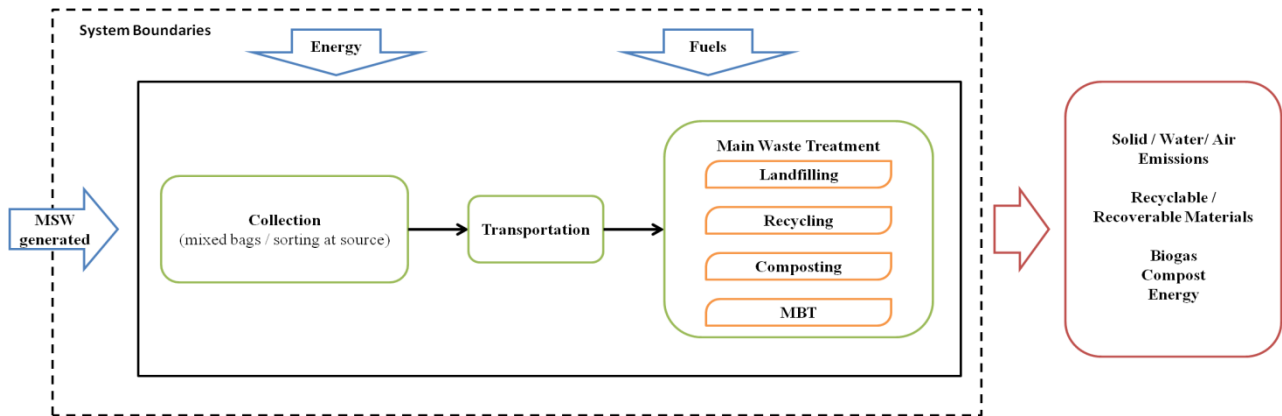 System Boundaries
Energy
Fuels
MSW
generated
Collection
(mixed bags / sorting at source)
Transportation
Main Waste Treatment
Landfilling
Recycling
Composting
MBT
Solid / Water/ Air
Emissions
Recyclable /
Recoverable Materials
Biogas
Compost
Energy